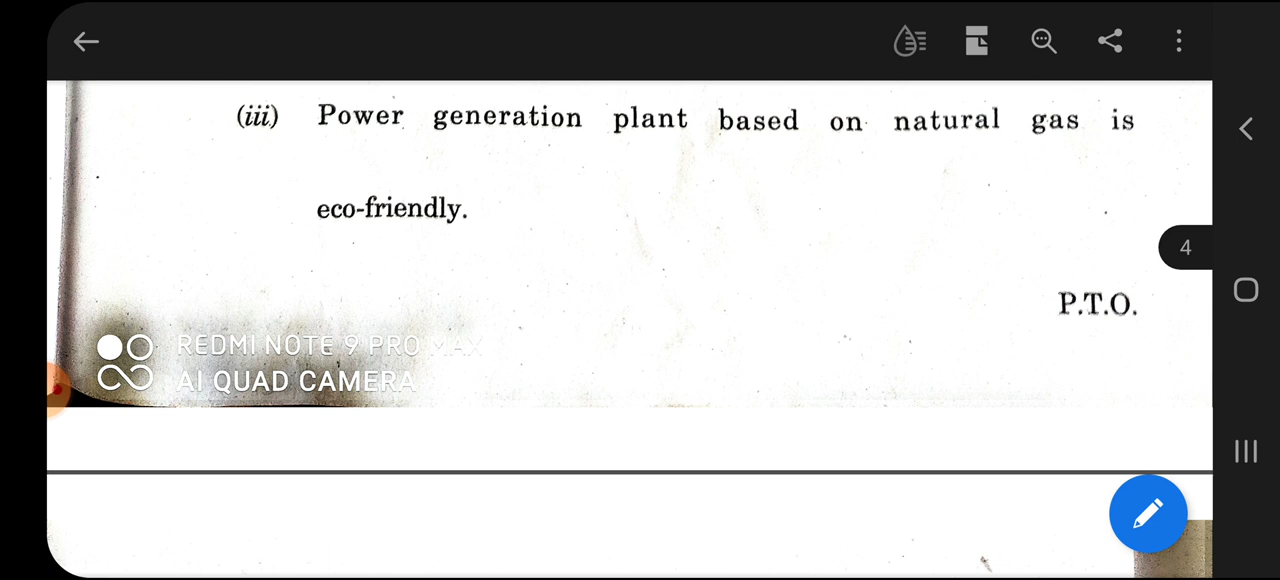 (iii) Power generation plant based on natural gas is
eco-friendly.
4
P.T.O.
REDMI NOTE 9 PRO MAX
AI QUAD CAMERA